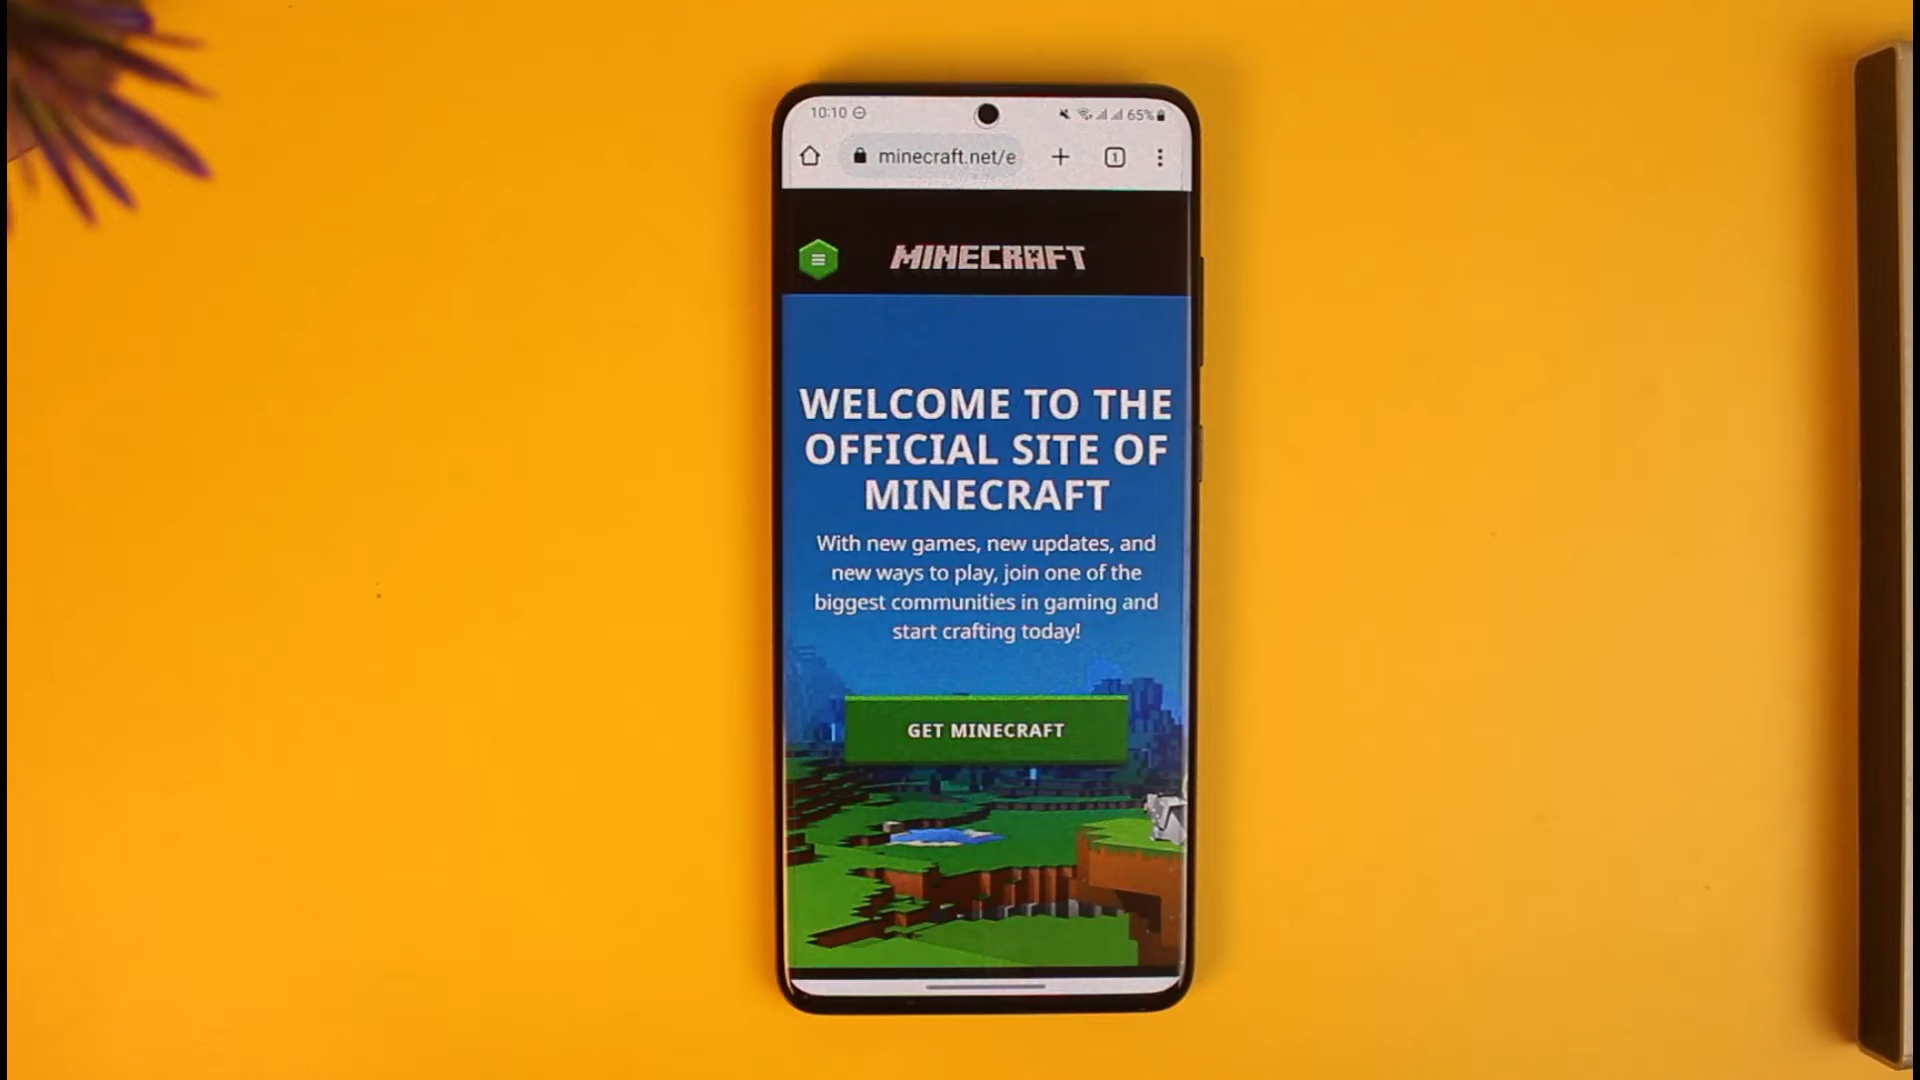 10:10 65%
minecraft.net/e 1
MINECRAFT
WELCOME TO THE
OFFICIAL SITE OF
MINECRAFT
With new games, new updates, and
new ways to play, join one of the
biggest communities in gaming and
start crafting today!
GET MINECRAFT